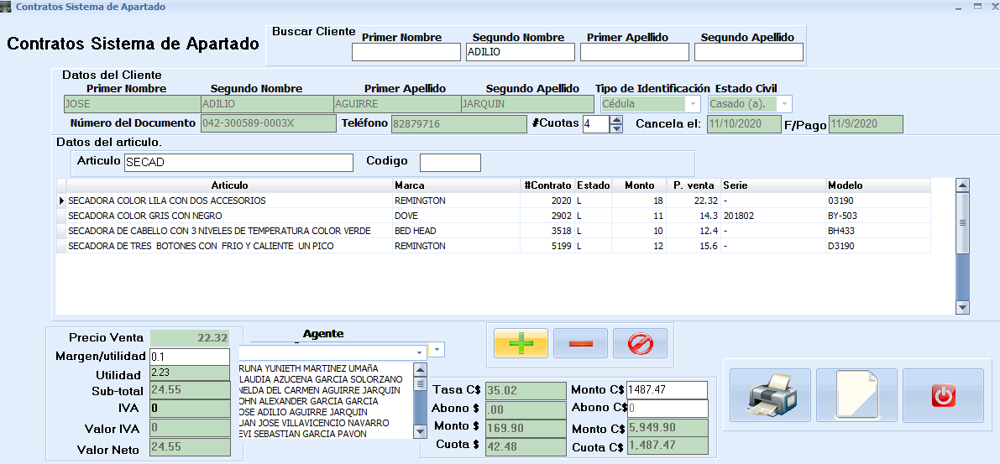 Contratos Sistema de Apartado
Contratos Sistema de Apartado
Buscar Cliente
Primer Nombre Segundo Nombre Primer Apellido Segundo Apellido
ADILIO
Datos del Cliente
Primer Nombre Segundo Nombre Primer Apellido Segundo Apellido Tipo de Identificación Estado Civil
JOSE ADILIO AGUIRRE JARQUIN Cédula Casado (a).
Número del Documento 042-300589-0003X Teléfono 82879716 #Cuotas 4 Cancela el: 11/10/2020 F/Pago 11/9/2020
Datos del articulo.
Articulo SECAD Codigo
Articulo Marca #Contrato Estado Monto P. venta Serie Modelo
SECADORA COLOR LILA CON DOS ACCESORIOS REMINGTON 2020 L 18 22.32 - 03190
SECADORA COLOR GRIS CON NEGRO DOVE 2902 L 11 14.3 201802 BY-503
SECADORA DE CABELLO CON 3 NIVELES DE TEMPERATURA COLOR VERDE BED HEAD 3518 L 10 12.4 - BH433
SECADORA DE TRES BOTONES CON FRIO Y CALIENTE UN PICO REMINGTON 5199 L 12 15.6 - D3190
Precio Venta 22.32
Margen/utilidad 0.1
Utilidad 2.23
Sub-total 24.55
IVA 0
Valor IVA 0
Valor Neto 24.55
Agente
RUNA YUNIETH MARTINEZ UMAñA
LAUDIA AZUCENA GARCIA SOLORZANO
NELDA DEL CARMEN AGUIRRE JARQUIN
OHN ALEXANDER GARCIA GARCIA
OSE ADILIO AGUIRRE JARQUIN
UAN JOSE VILLAVICENCIO NAVARRO
EVI SEBASTIAN GARCIA PAVON
Tasa C$ 35.02 Monto C$ 1487.47
Abono $ .00 Abono C$ 0
Monto $ 169.90 Monto C$ 5,949.90
Cuota $ 42.48 Cuota C$ 1,487.47